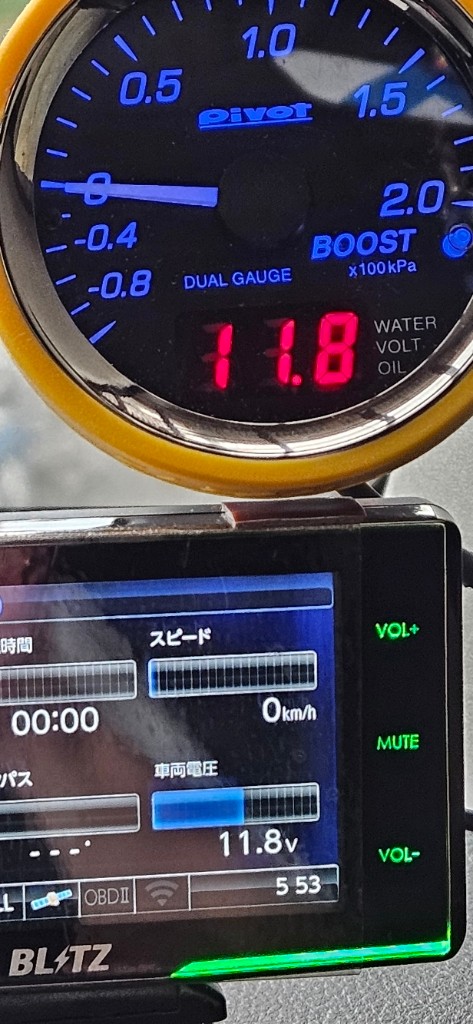 1.0
0.5
1.5
Pivot
0
2.0
-0.4
BOOST
x100kPa
-0.8
DUAL GAUGE
11.8
WATER
VOLT.
OIL
VOL+
時間
スピード
00:00
0km/h
MUTE
パス
車両電圧
---.-
11.8v
VOL-
LL
OBDII
5 53
BLITZ